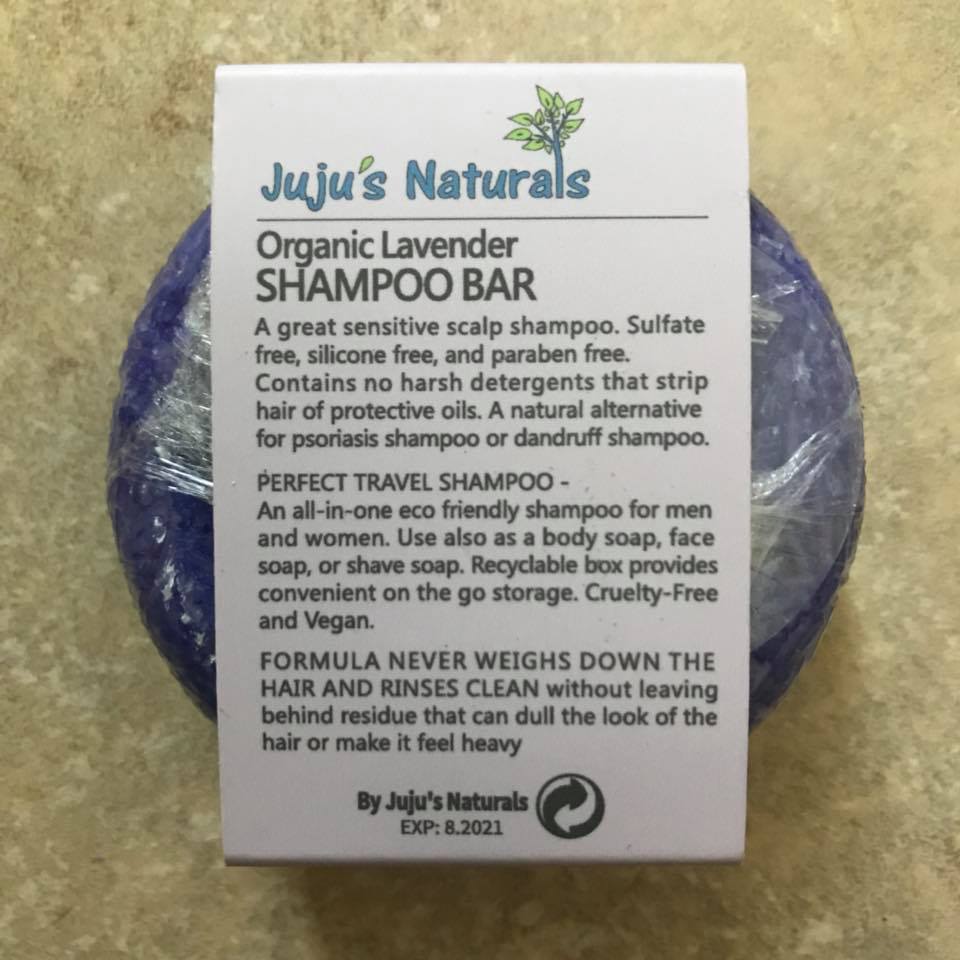 Juju's Naturals
Organic Lavender
SHAMPOO BAR
A great sensitive scalp shampoo. Sulfate
free, silicone free, and paraben free.
Contains no harsh detergents that strip
hair of protective oils. A natural alternative
for psoriasis shampoo or dandruff shampoo.
PERFECT TRAVEL SHAMPOO -
An all-in-one eco friendly shampoo for men
and women. Use also as a body soap, face
soap, or shave soap. Recyclable box provides
convenient on the go storage. Cruelty-Free
and Vegan.
FORMULA NEVER WEIGHS DOWN THE
HAIR AND RINSES CLEAN without leaving
behind residue that can dull the look of the
hair or make it feel heavy
By Juju's Naturals
EXP: 8.2021